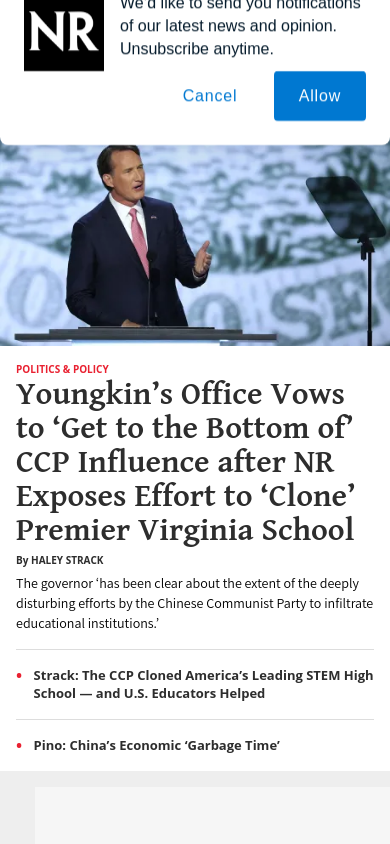 We'd like to send you notifications
NR
of our latest news and opinion.
Unsubscribe anytime.
Cancel
Allow
POLITICS & POLICY
Youngkin’s Office Vows
to ‘Get to the Bottom of’
CCP Influence after NR
Exposes Effort to ‘Clone’
Premier Virginia School
By HALEY STRACK
The governor ‘has been clear about the extent of the deeply
disturbing efforts by the Chinese Communist Party to infiltrate
educational institutions.’
• Strack: The CCP Cloned America’s Leading STEM High
School — and U.S. Educators Helped
• Pino: China’s Economic ‘Garbage Time’